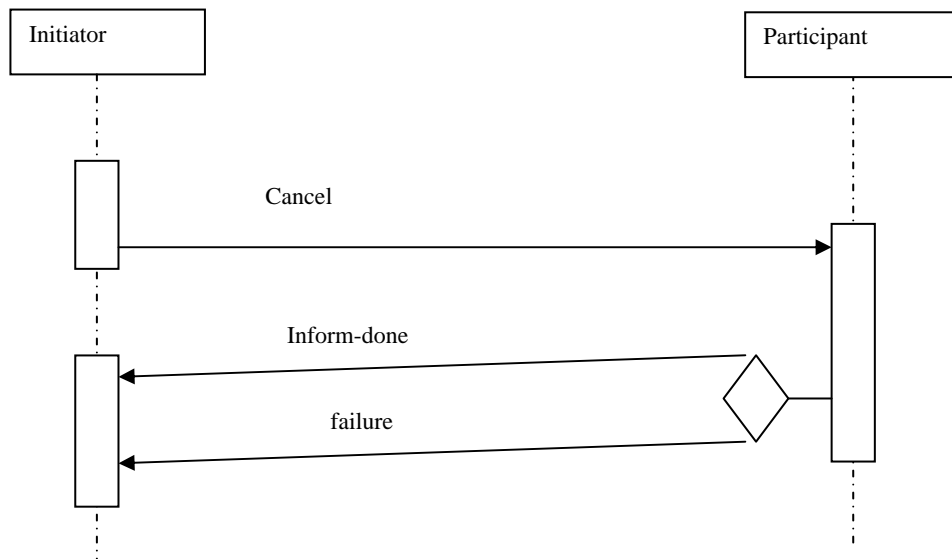 Initiator
Participant
Cancel
Inform-done
failure